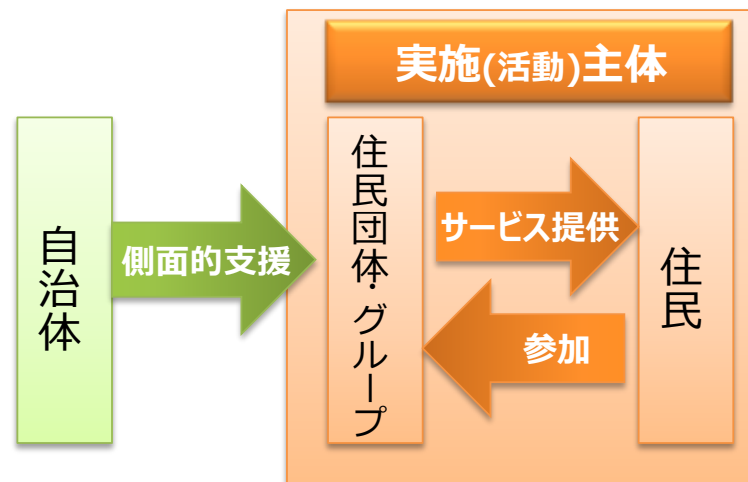 実施(活動)主体
自治体
側面的支援
住民団体・グループ
サービス提供
参加
住民